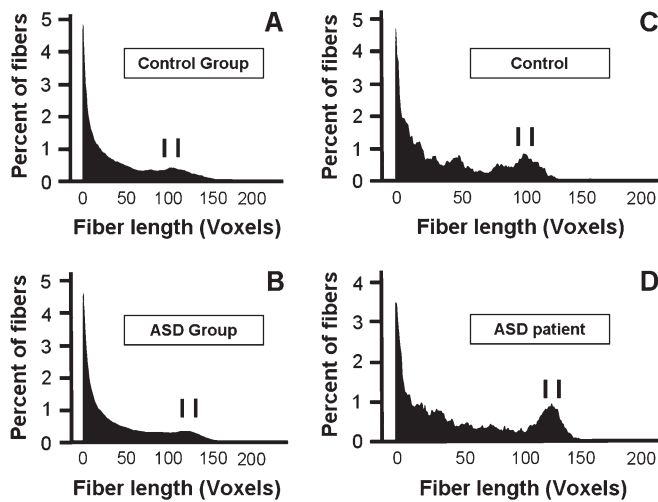 A
Percent of fibers
5
4
3
2
1
0
Control Group
0 50 100 150 200
Fiber length (Voxels)
C
Percent of fibers
5
4
3
2
1
0
Control
0 50 100 150 200
Fiber length (Voxels)
B
Percent of fibers
5
4
3
2
1
0
ASD Group
0 50 100 150 200
Fiber length (Voxels)
D
Percent of fibers
4
3
2
1
0
ASD patient
0 50 100 150 200
Fiber length (Voxels)